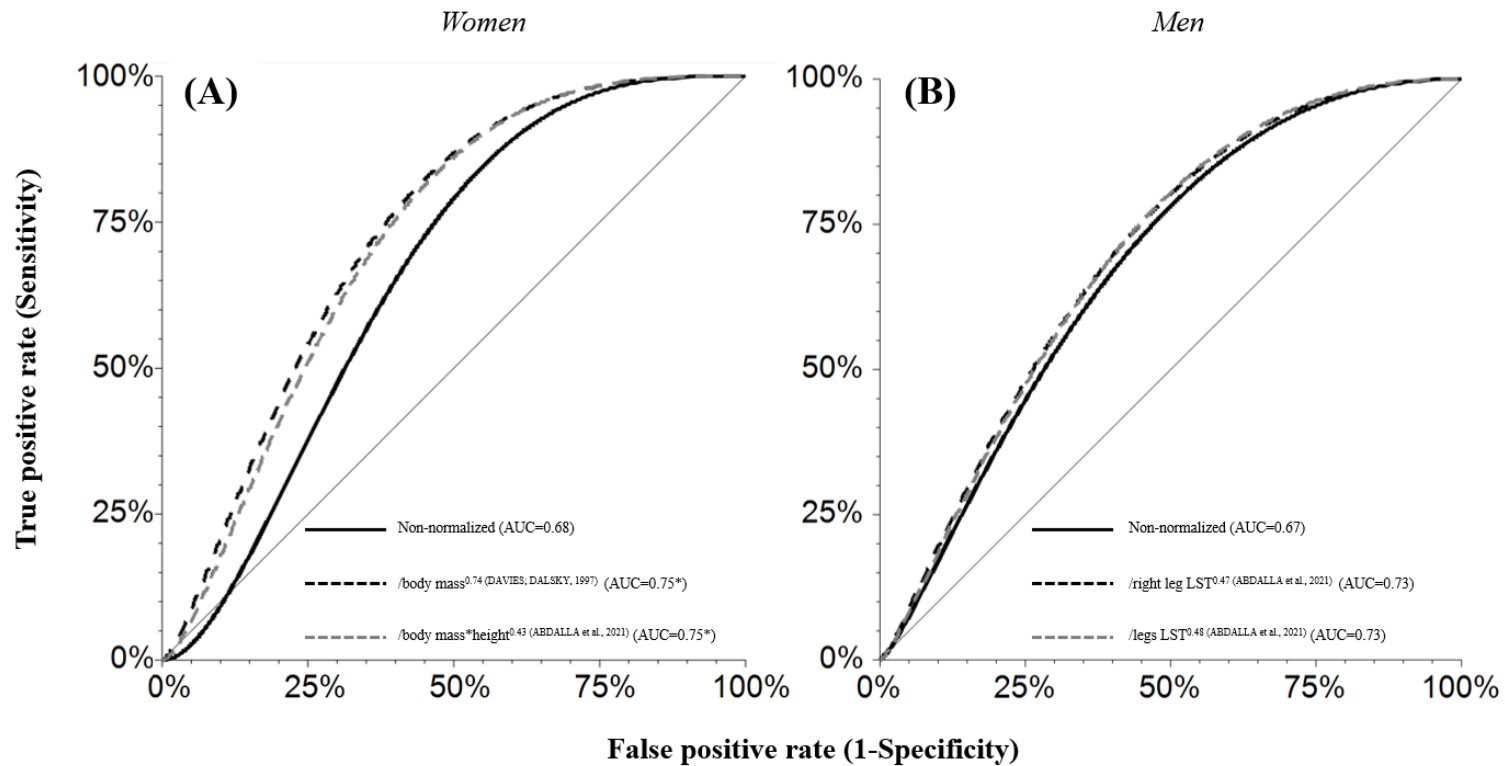 Women
Men
(A)
(B)
100%
75%
50%
25%
0%
0%
25%
50%
75%
100%
Non-normalized (AUC=0.68)
/body mass0.74 (DAVIES; DALSKY, 1997) (AUC=0.75*)
/body mass*height0.43 (ABDALLA et al., 2021) (AUC=0.75*)
100%
75%
50%
25%
0%
0%
25%
50%
75%
100%
Non-normalized (AUC=0.67)
/right leg LST0.47 (ABDALLA et al., 2021) (AUC=0.73)
/legs LST0.48 (ABDALLA et al., 2021) (AUC=0.73)
True positive rate (Sensitivity)
False positive rate (1-Specificity)